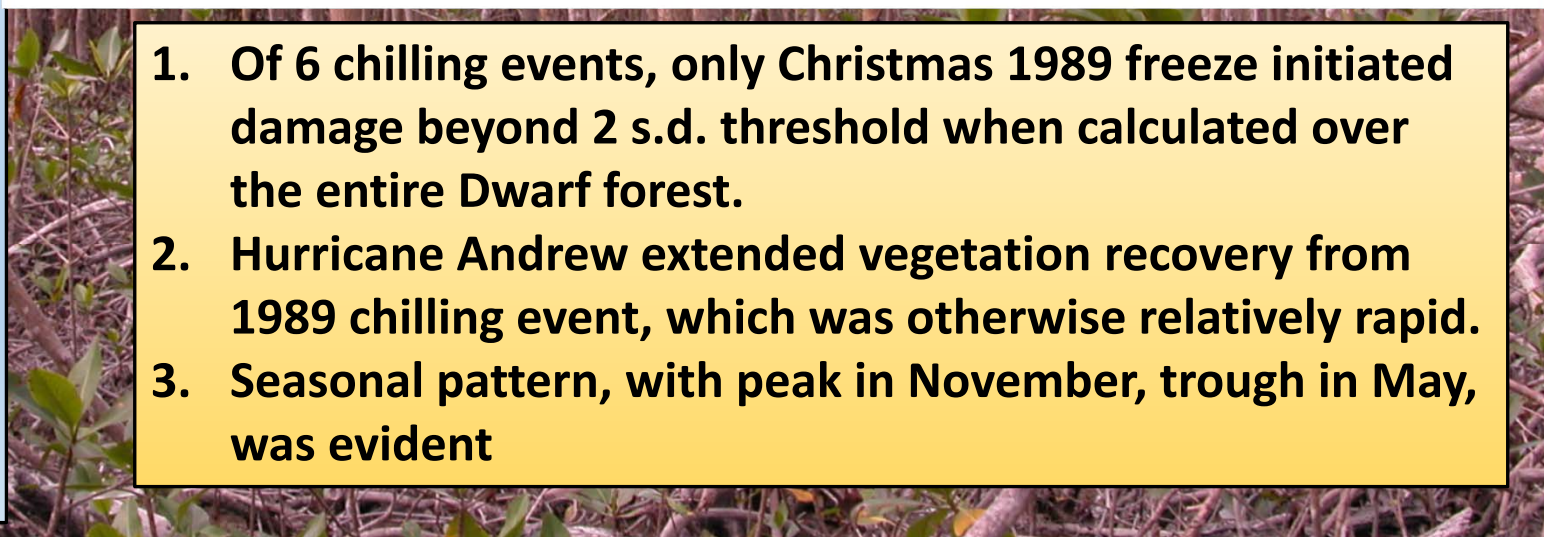 1. Of 6 chilling events, only Christmas 1989 freeze initiated
damage beyond 2 s.d. threshold when calculated over
the entire Dwarf forest.
2. Hurricane Andrew extended vegetation recovery from
1989 chilling event, which was otherwise relatively rapid.
3. Seasonal pattern, with peak in November, trough in May,
was evident